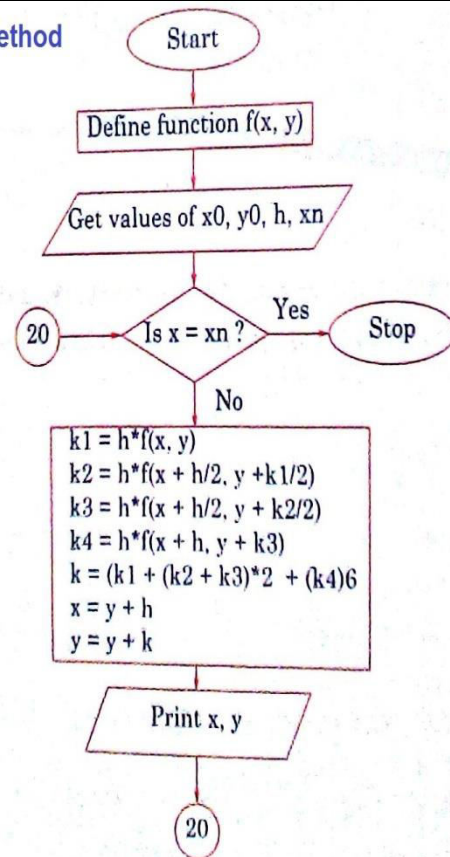 ethod
Start
Define function f(x, y)
Get values of x0, y0, h, xn
20
Is x = xn ?
Yes
Stop
No
k1 = h*f(x, y)
k2 = h*f(x + h/2, y +k1/2)
k3 = h*f(x + h/2, y + k2/2)
k4 = h*f(x + h, y + k3)
k = (k1 + (k2 + k3)*2 + (k4)6
x = y + h
y = y + k
Print x, y
20